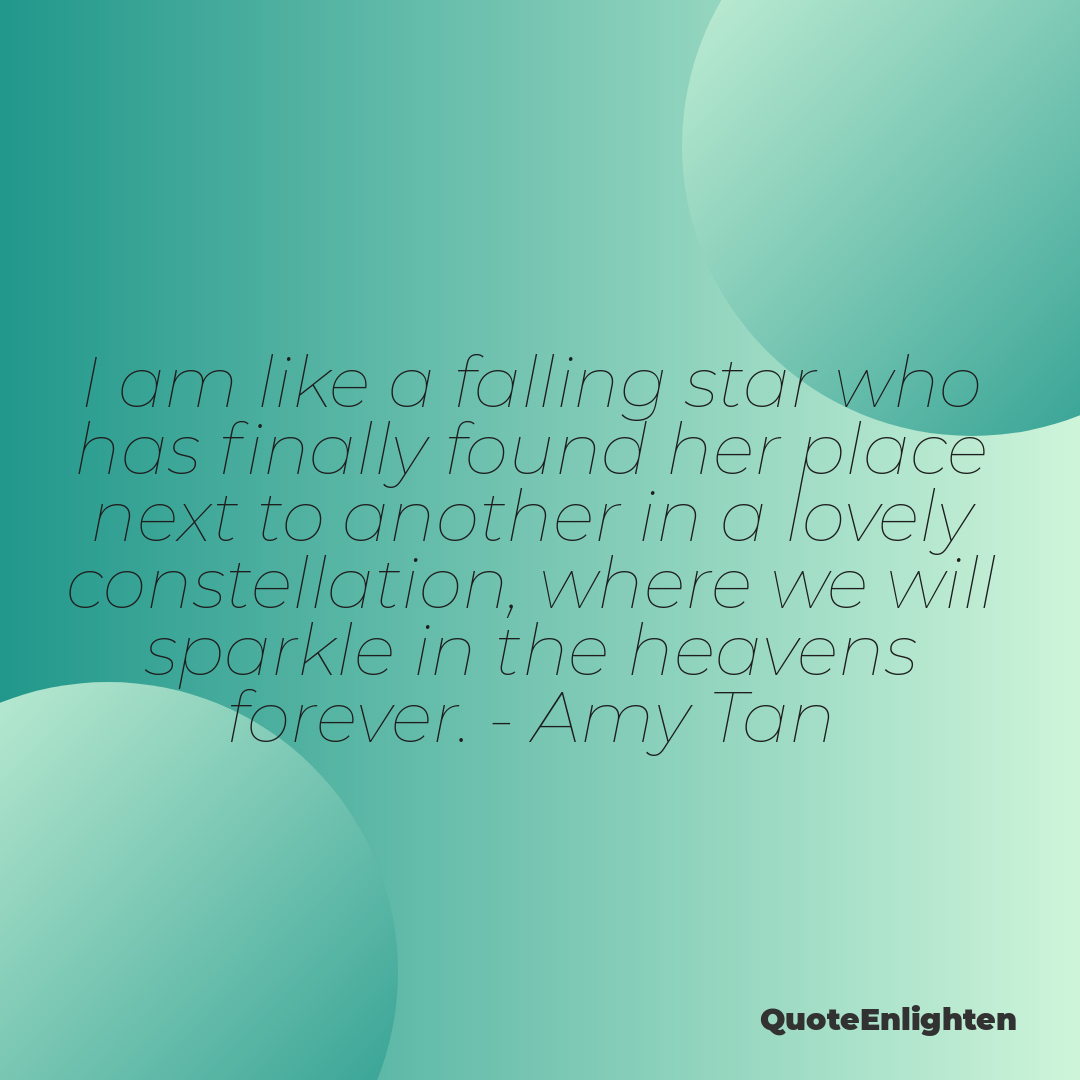 I am like a falling star who
has finally found her place
next to another in a lovely
constellation, where we will
sparkle in the heavens
forever. - Amy Tan
QuoteEnlighten